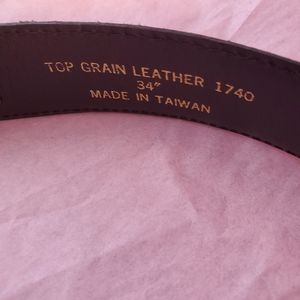 TOP GRAIN LEATHER 1740
34"
MADE IN TAIWAN